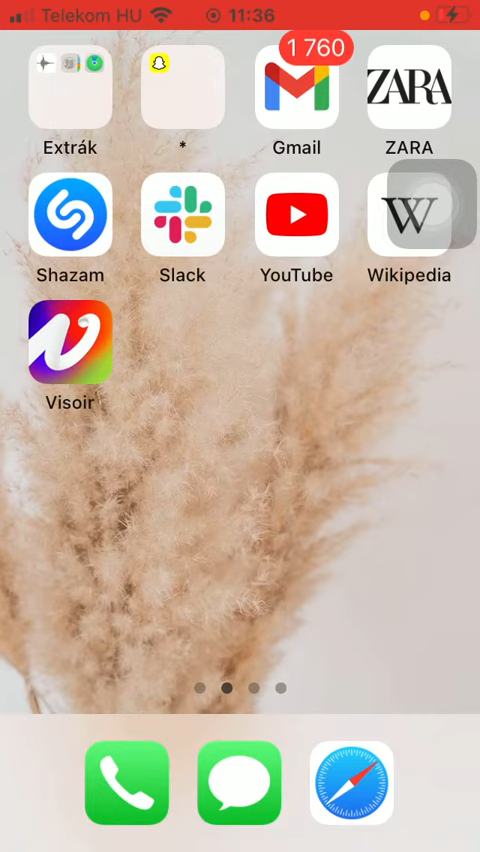 Telekom HU 11:36
1 760
ZARA
Extrák * Gmail ZARA
W
Shazam Slack YouTube Wikipedia
Visoir